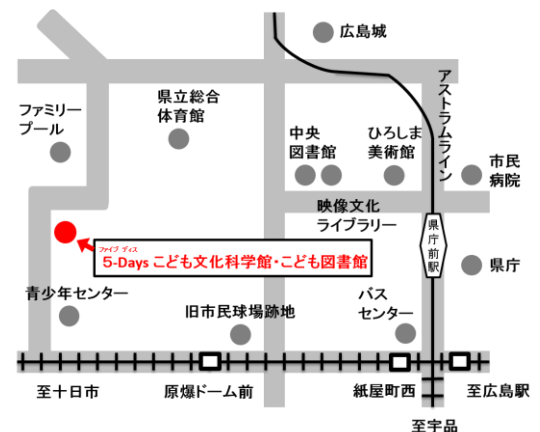 広島城
アストラムライン
県立総合
体育館
ファミリー
プール
中央
図書館
ひろしま
美術館
市民
病院
映像文化
ライブラリー
県庁前駅
ファイブ デイズ
5-Days こども文化科学館・こども図書館
県庁
青少年センター
旧市民球場跡地
バス
センター
至十日市
原爆ドーム前
紙屋町西
至広島駅
至宇品